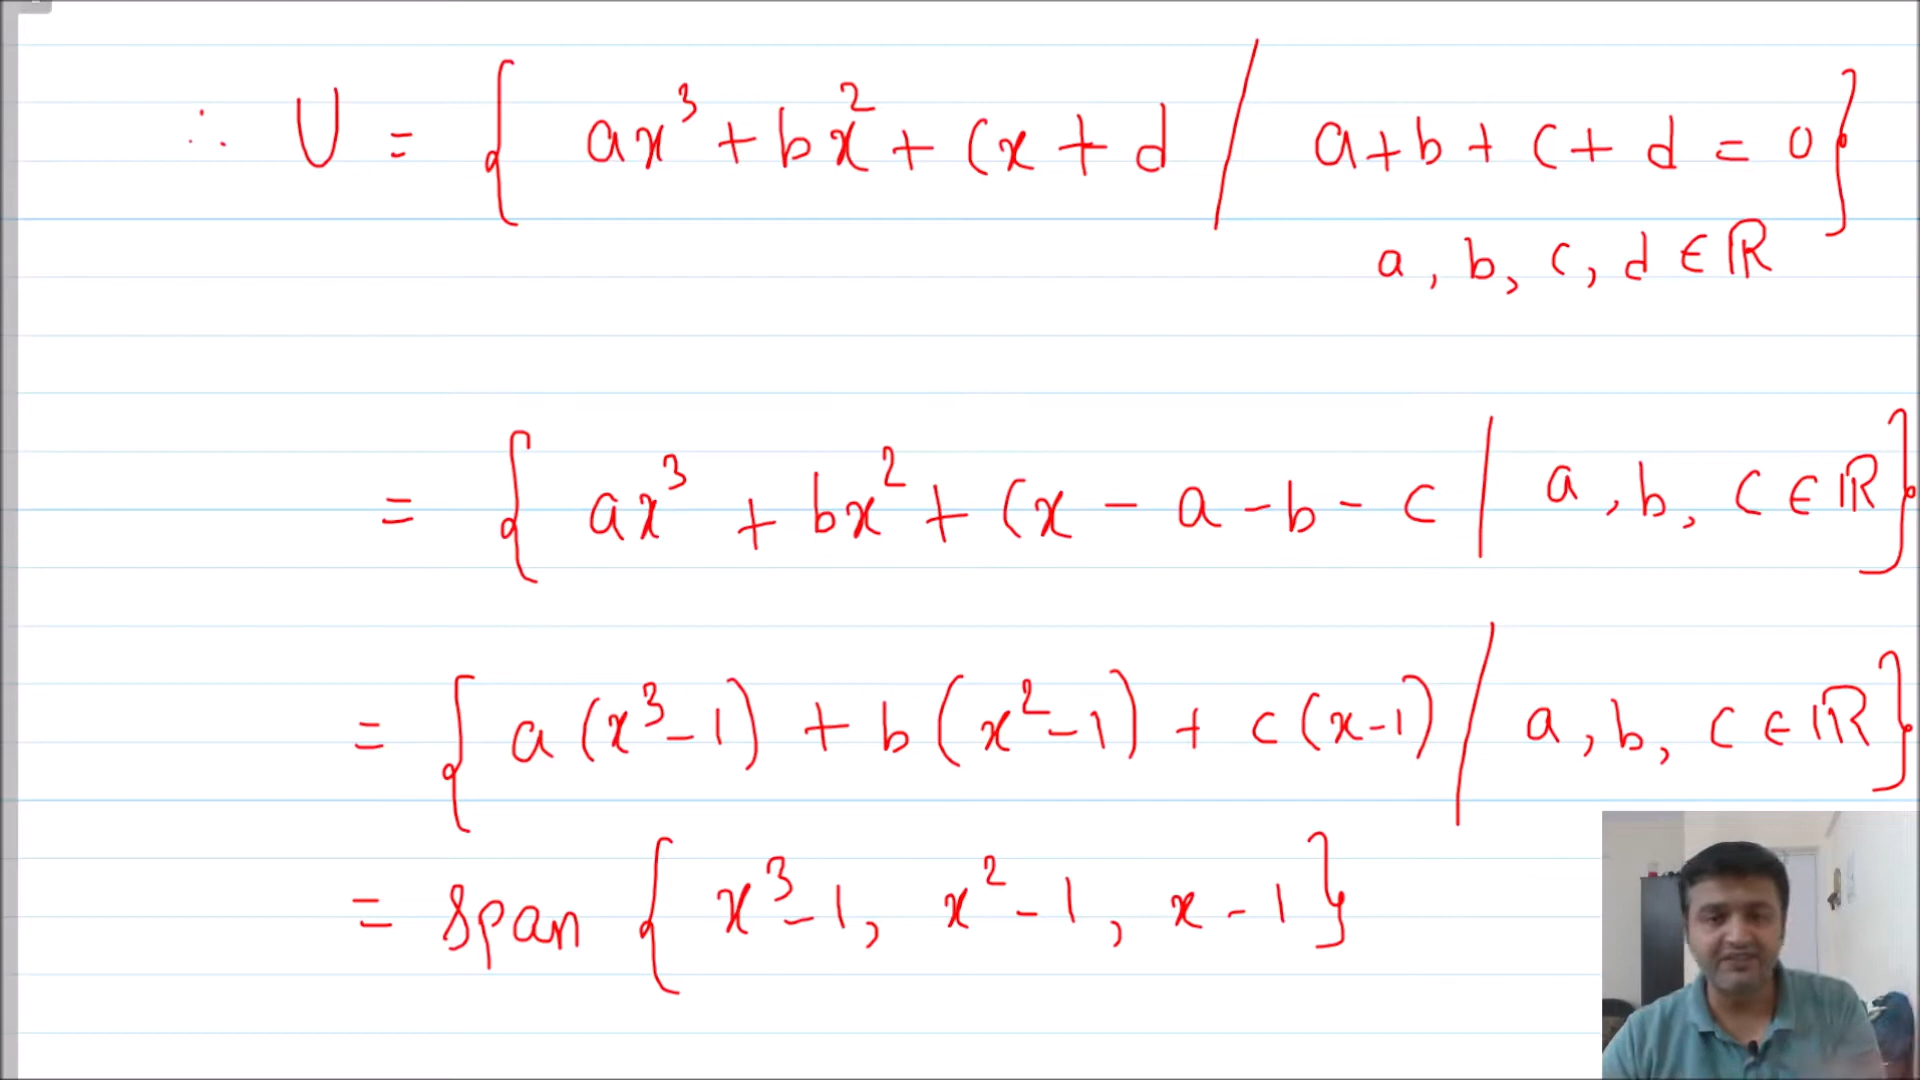 ∴ U = { ax³ + bx² + cx + d / a + b + c + d = 0 }
a, b, c, d ∈ ℝ
= { ax³ + bx² + cx - a - b - c | a, b, c ∈ ℝ }
= { a(x³-1) + b(x²-1) + c(x-1) / a, b, c ∈ ℝ }
= span { x³-1, x²-1, x-1 }